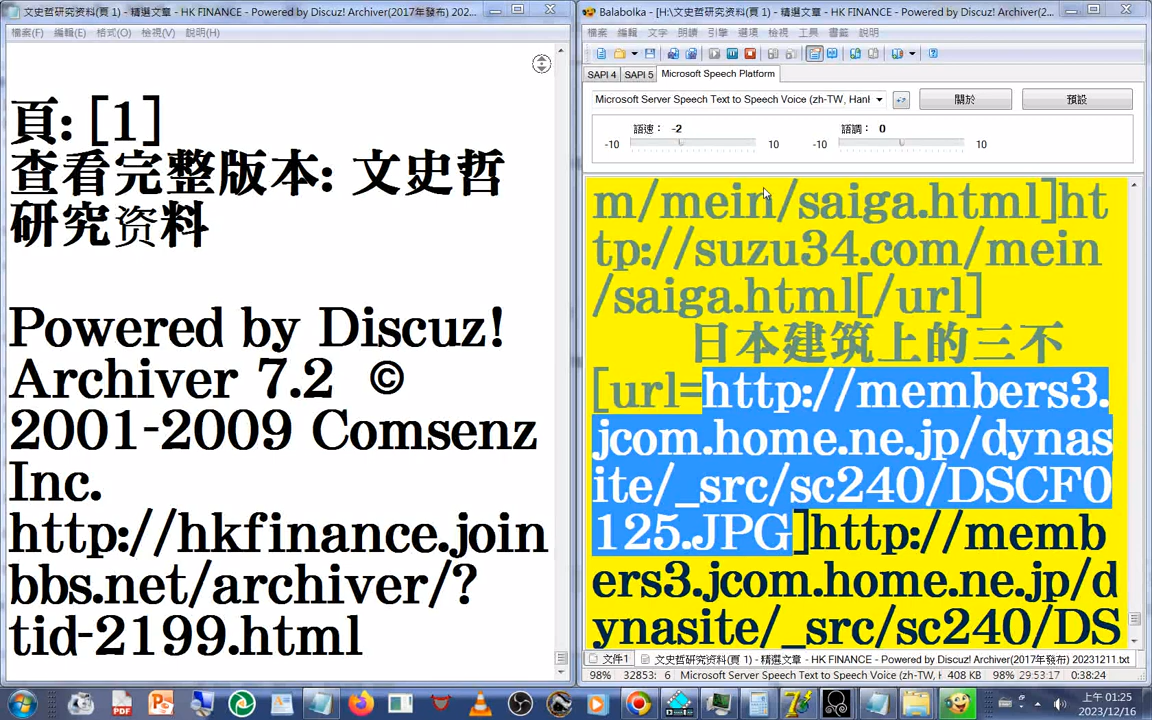 文史哲研究资料(頁 1) - 精選文章 - HK FINANCE - Powered by Discuz! Archiver(2017年發布) 202...
檔案(F) 編輯(E) 格式(O) 檢視(V) 說明(H)
頁: [1]
查看完整版本: 文史哲
研究资料
Powered by Discuz!
Archiver 7.2 ©
2001-2009 Comsenz
Inc.
http://hkfinance.join
bbs.net/archiver/?
tid-2199.html
Balabolka - [H:\文史哲研究资料(頁 1) - 精選文章 - HK FINANCE - Powered by Discuz! Archiver(2...
檔案 編輯 文字 朗讀 引擎 選項 檢視 工具 書籤 說明
SAPI 4 SAPI 5 Microsoft Speech Platform
Microsoft Server Speech Text to Speech Voice (zh-TW, Hanl
關於 預設
語速： -2 語調： 0
-10 10 -10 10
m/mein/saiga.html]ht
tp://suzu34.com/mein
/saiga.html[/url]
日本建筑上的三不
[url=http://members3.
jcom.home.ne.jp/dynas
ite/_src/sc240/DSCF0
125.JPG]http://memb
ers3.jcom.home.ne.jp/d
ynasite/_src/sc240/DS
文件1 文史哲研究资料(頁 1) - 精選文章 - HK FINANCE - Powered by Discuz! Archiver(2017年發布) 20231211.txt
98% 32853: 6 Microsoft Server Speech Text to Speech Voice (zh-TW, H 408 KB 98% 29:53:17 0:38:24
PDF
上午 01:25
2023/12/16